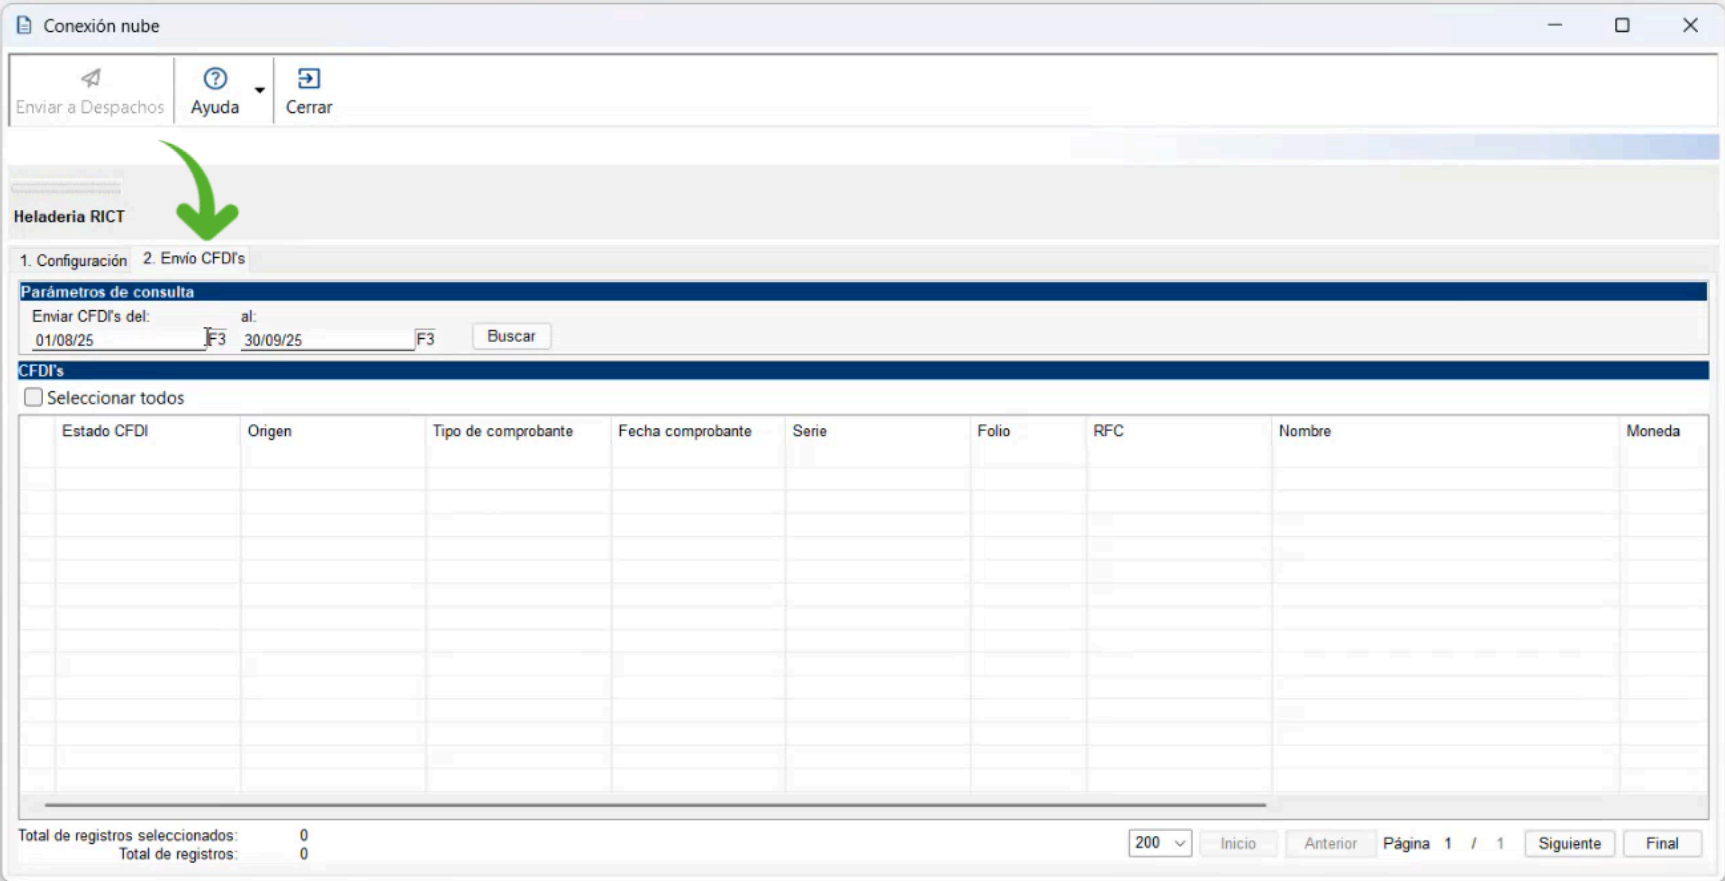 Conexión nube
Enviar a Despachos
Ayuda
Cerrar
Heladeria RICT
1. Configuración
2. Envío CFDI's
Parámetros de consulta
Enviar CFDI's del:
al:
01/08/25
F3
30/09/25
F3
Buscar
CFDI's
Seleccionar todos
Estado CFDI
Origen
Tipo de comprobante
Fecha comprobante
Serie
Folio
RFC
Nombre
Moneda
Total de registros seleccionados: 0
Total de registros: 0
200
Inicio
Anterior
Página 1 / 1
Siguiente
Final